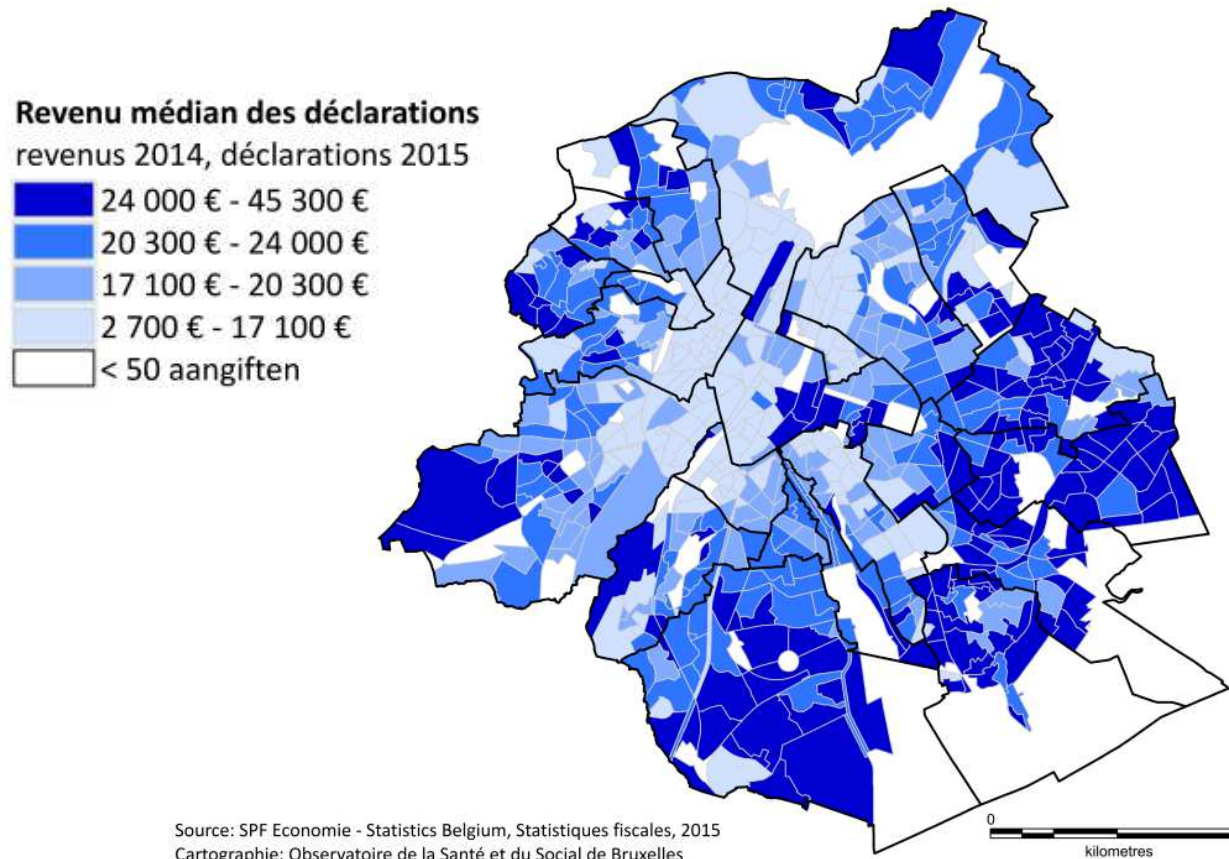 Revenu médian des déclarations
revenus 2014, déclarations 2015
24 000 € - 45 300 €
20 300 € - 24 000 €
17 100 € - 20 300 €
2 700 € - 17 100 €
< 50 aangiften
Source: SPF Economie - Statistics Belgium, Statistiques fiscales, 2015
Cartographie: Observatoire de la Santé et du Social de Bruxelles
0
kilometres